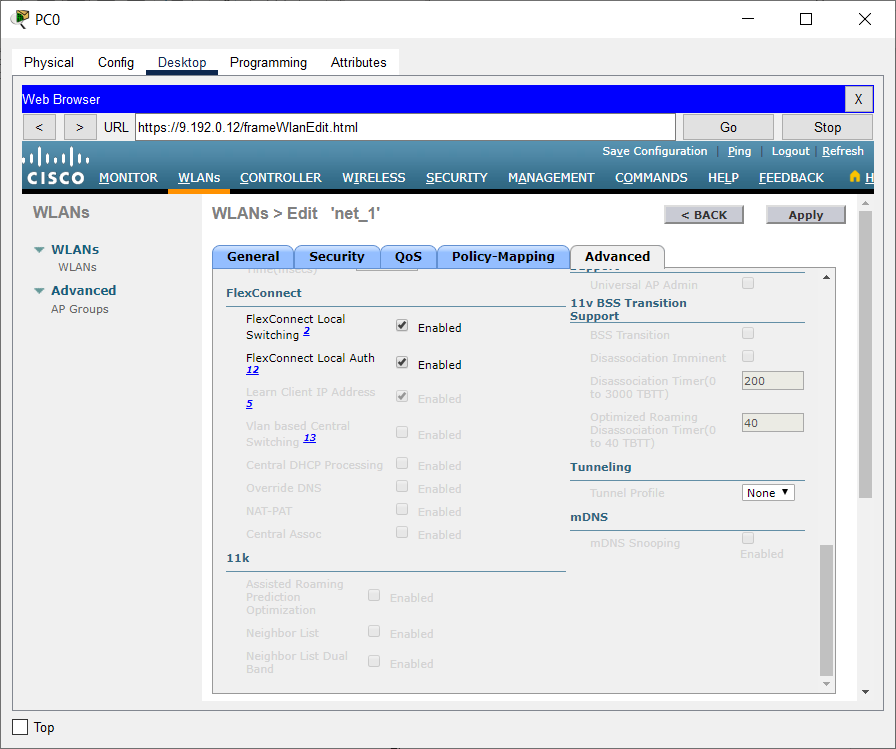 PC0
Physical Config Desktop Programming Attributes
Web Browser X
< > URL https://9.192.0.12/frameWlanEdit.html Go Stop
Save Configuration | Ping | Logout | Refresh
CISCO MONITOR WLANs CONTROLLER WIRELESS SECURITY MANAGEMENT COMMANDS HELP FEEDBACK H
WLANs
WLANs
WLANs
Advanced
AP Groups
WLANs > Edit 'net_1'
< BACK Apply
General Security QoS Policy-Mapping Advanced
Time(msecs)
FlexConnect
FlexConnect Local
Switching 2 Enabled
FlexConnect Local Auth
12 Enabled
Learn Client IP Address
5 Enabled
Vlan based Central
Switching 13 Enabled
Central DHCP Processing Enabled
Override DNS Enabled
NAT-PAT Enabled
Central Assoc Enabled
11k
Assisted Roaming
Prediction Enabled
Optimization
Neighbor List Enabled
Neighbor List Dual
Band Enabled
Support
Universal AP Admin
11v BSS Transition
Support
BSS Transition
Disassociation Imminent
Disassociation Timer(0 200
to 3000 TBTT)
Optimized Roaming
Disassociation Timer(0 40
to 40 TBTT)
Tunneling
Tunnel Profile None
mDNS
mDNS Snooping
Enabled
Top